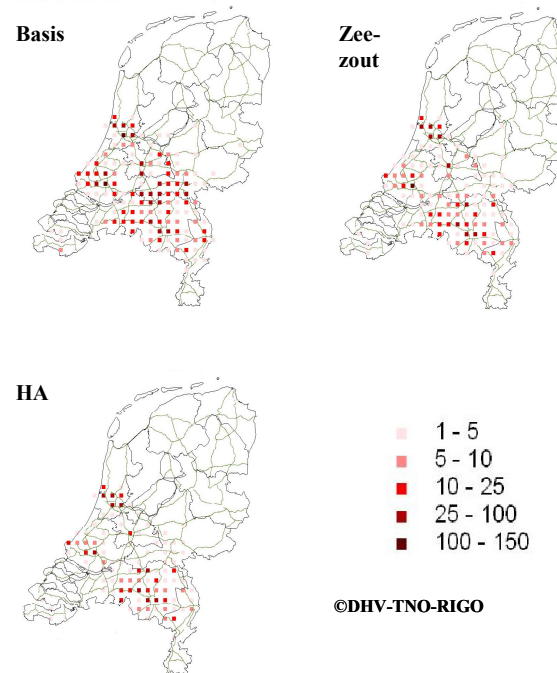 Basis
Zee-
zout
HA
1 - 5
5 - 10
10 - 25
25 - 100
100 - 150
©DHV-TNO-RIGO